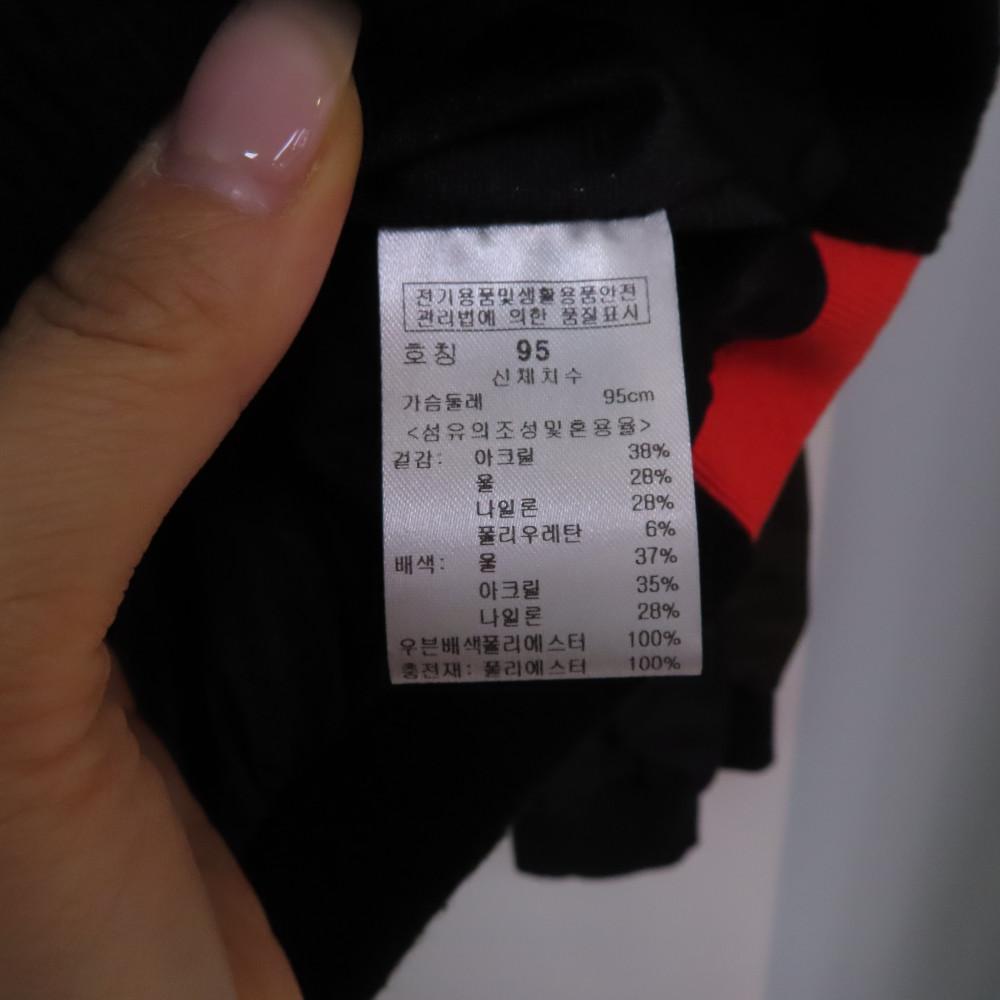 전기용품및생활용품안전
관리법에 의한 품질표시
호칭 95
신체치수
가슴둘레 95cm
<섬유의조성및혼용율>
겉감: 아크릴 38%
울 28%
나일론 28%
폴리우레탄 6%
배색: 울 37%
아크릴 35%
나일론 28%
우븐배색폴리에스터 100%
충전재: 폴리에스터 100%